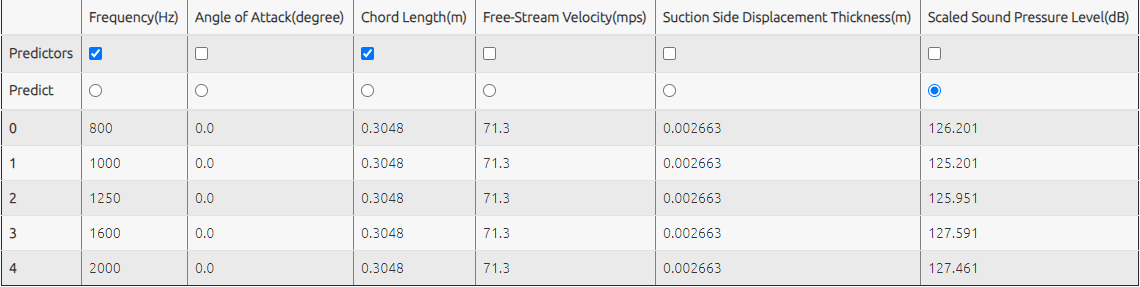 Frequency(Hz) Angle of Attack(degree) Chord Length(m) Free-Stream Velocity(mps) Suction Side Displacement Thickness(m) Scaled Sound Pressure Level(dB)
Predictors
Predict
0 800 0.0 0.3048 71.3 0.002663 126.201
1 1000 0.0 0.3048 71.3 0.002663 125.201
2 1250 0.0 0.3048 71.3 0.002663 125.951
3 1600 0.0 0.3048 71.3 0.002663 127.591
4 2000 0.0 0.3048 71.3 0.002663 127.461